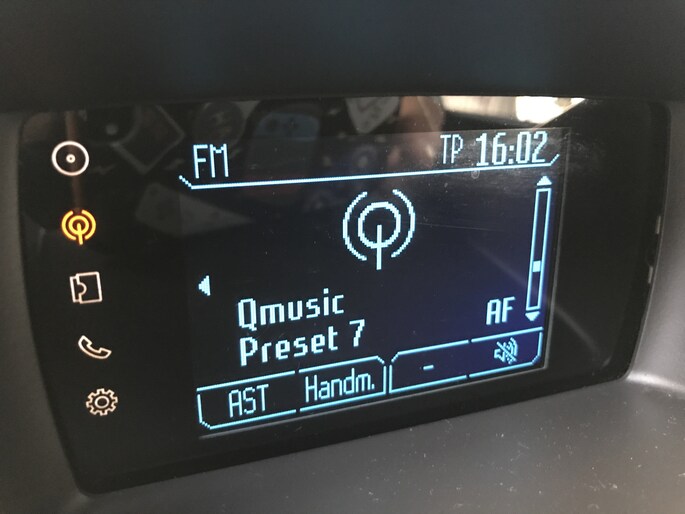 FM TP 16:02
Qmusic
Preset 7 AF
AST Handm. -